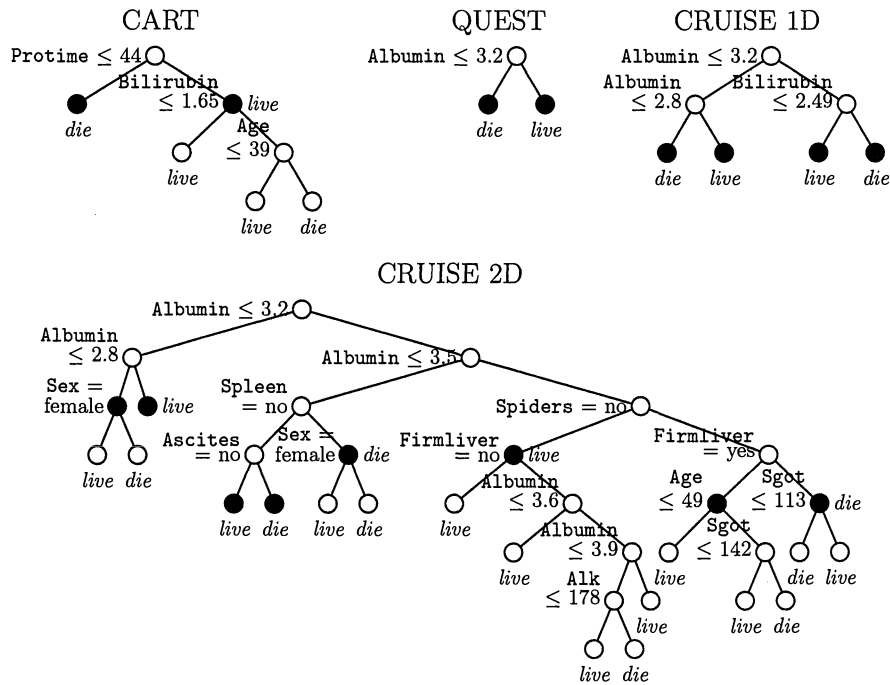 CART
QUEST
CRUISE 1D
Protime ≤ 44
Albumin ≤ 3.2
Albumin ≤ 3.2
Bilirubin
≤ 1.65
live
die
Age
≤ 39
live
live
die
die
live
Albumin
≤ 2.8
Bilirubin
≤ 2.49
die
live
live
die
CRUISE 2D
Albumin ≤ 3.2
Albumin
≤ 2.8
Albumin ≤ 3.5
Sex =
female
live
Spleen
= no
Spiders = no
live
die
Ascites
= no
Sex =
female
die
Firmliver
= no
live
Firmliver
= yes
live
die
live
die
live
Albumin
≤ 3.6
Age
≤ 49
Sgot
≤ 113
die
live
Albumin
≤ 3.9
live
Sgot
≤ 142
die
live
Alk
≤ 178
live
live
die
live
die